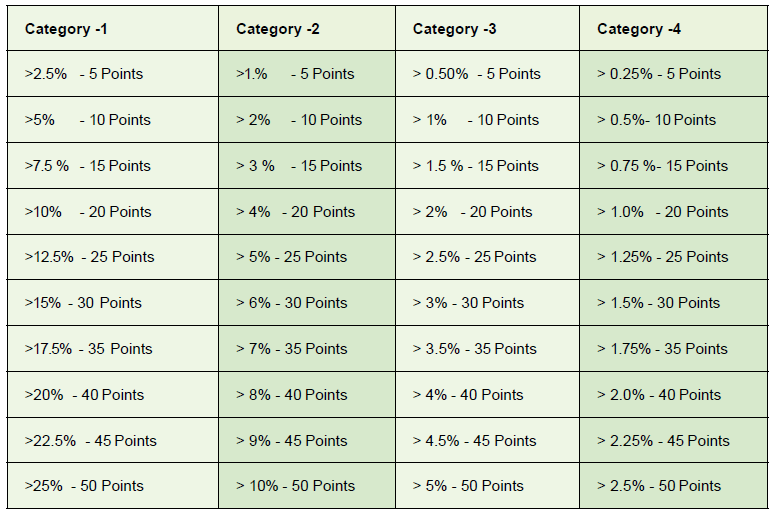 Category -1 Category -2 Category -3 Category -4
>2.5% - 5 Points >1.% - 5 Points > 0.50% - 5 Points > 0.25% - 5 Points
>5% - 10 Points > 2% - 10 Points > 1% - 10 Points > 0.5%- 10 Points
>7.5 % - 15 Points > 3 % - 15 Points > 1.5 % - 15 Points > 0.75 %- 15 Points
>10% - 20 Points > 4% - 20 Points > 2% - 20 Points > 1.0% - 20 Points
>12.5% - 25 Points > 5% - 25 Points > 2.5% - 25 Points > 1.25% - 25 Points
>15% - 30 Points > 6% - 30 Points > 3% - 30 Points > 1.5% - 30 Points
>17.5% - 35 Points > 7% - 35 Points > 3.5% - 35 Points > 1.75% - 35 Points
>20% - 40 Points > 8% - 40 Points > 4% - 40 Points > 2.0% - 40 Points
>22.5% - 45 Points > 9% - 45 Points > 4.5% - 45 Points > 2.25% - 45 Points
>25% - 50 Points > 10% - 50 Points > 5% - 50 Points > 2.5% - 50 Points